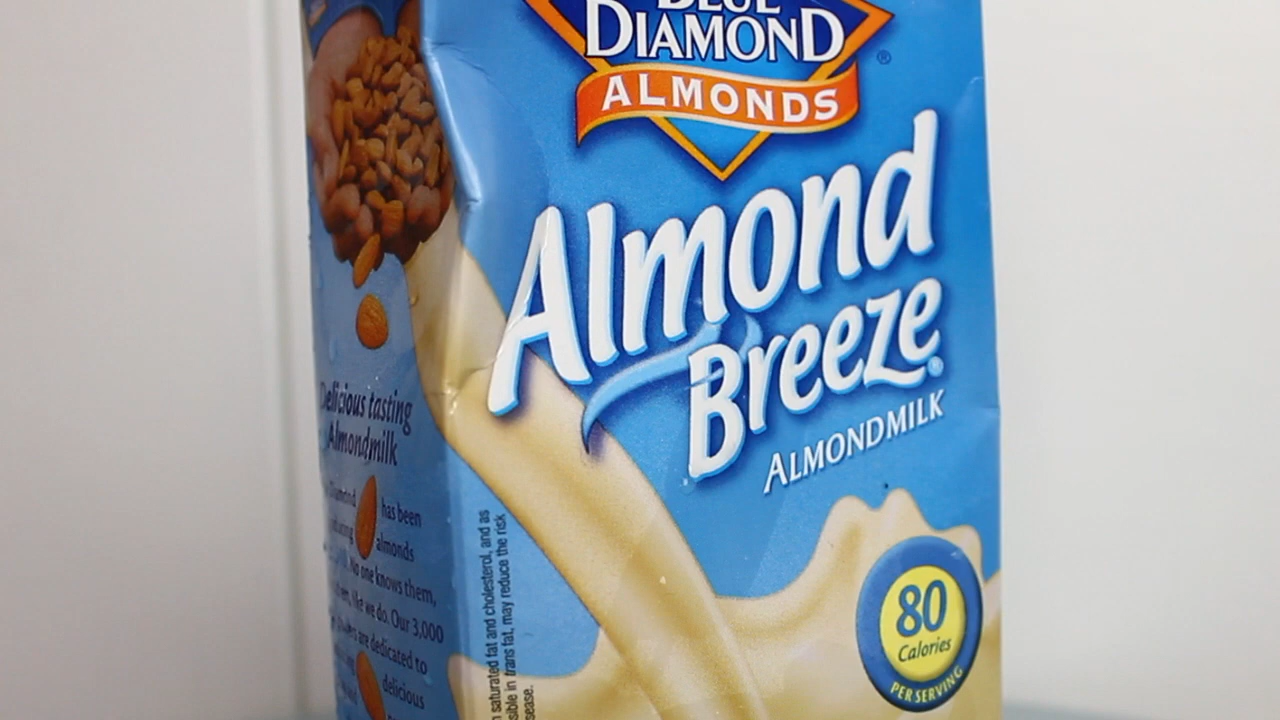 BLUE
DIAMOND
®
ALMONDS
Almond
Breeze®
ALMONDMILK
80
Calories
PER SERVING
Delicious tasting
Almondmilk
Diamond has been
almonds
No one knows them,
like we do. Our 3,000
are dedicated to
delicious
saturated fat and cholesterol, and as
in trans fat, may reduce the risk